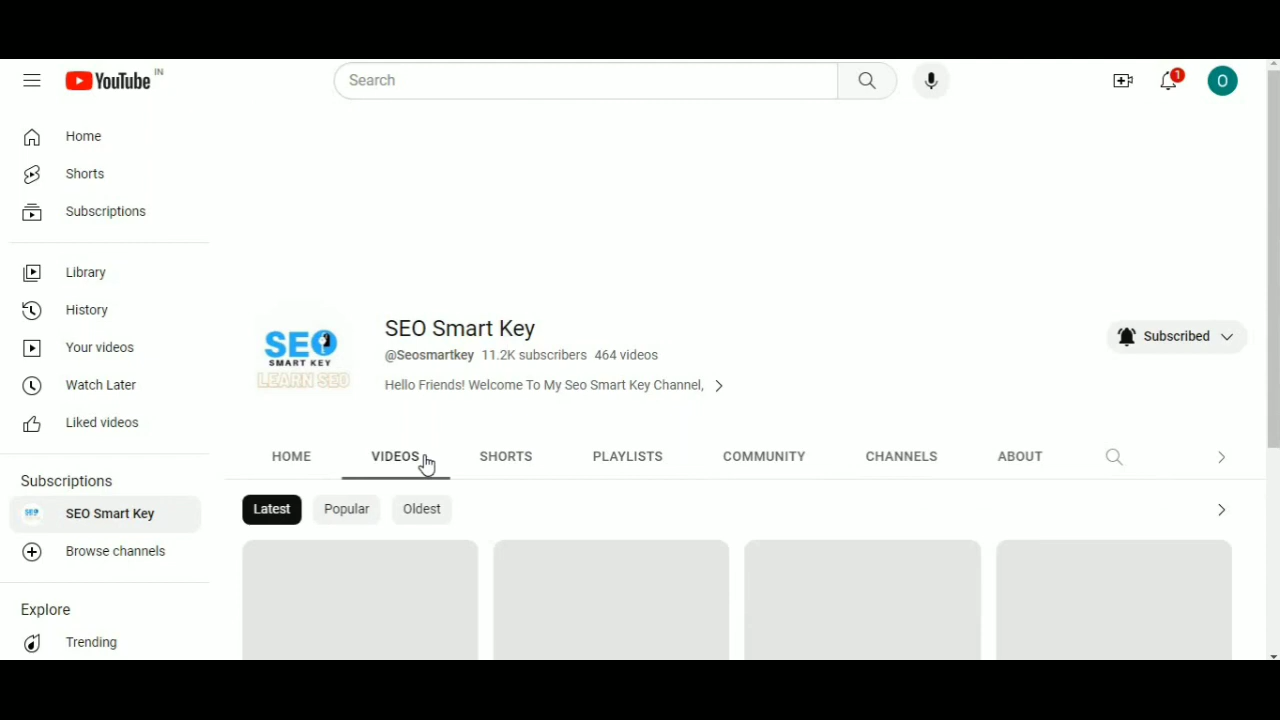 YouTube IN
Search
1
O
Home
Shorts
Subscriptions
Library
History
Your videos
Watch Later
Liked videos
Subscriptions
SEO Smart Key
Browse channels
Explore
Trending
SEO
SMART KEY
LEARN SEO
SEO Smart Key
@Seosmartkey 11.2K subscribers 464 videos
Hello Friends! Welcome To My Seo Smart Key Channel,
Subscribed
HOME VIDEOS SHORTS PLAYLISTS COMMUNITY CHANNELS ABOUT
Latest Popular Oldest